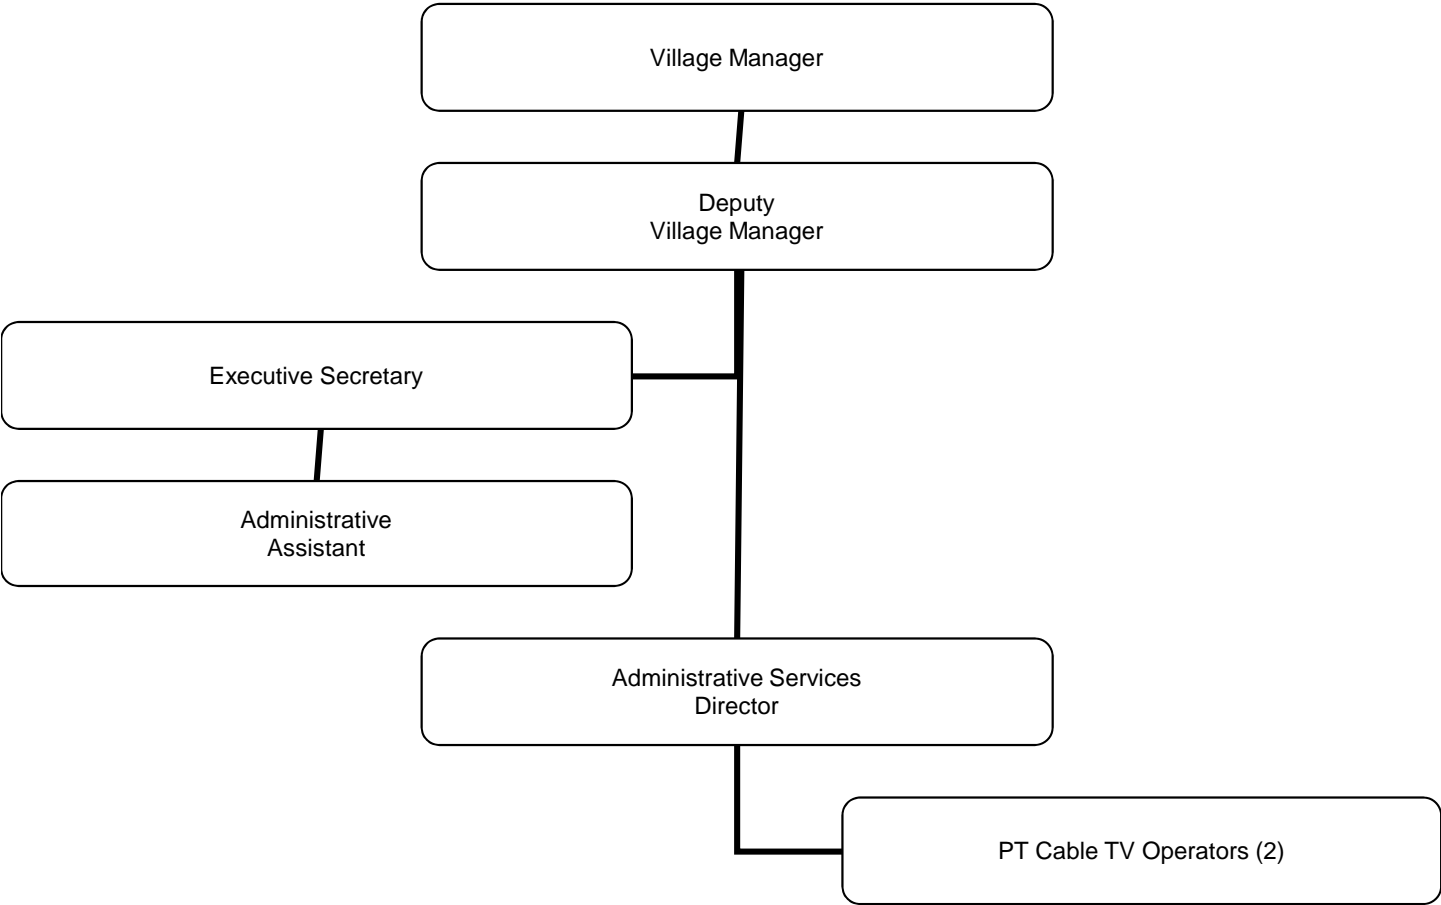 Village Manager
Deputy
Village Manager
Executive Secretary
Administrative
Assistant
Administrative Services
Director
PT Cable TV Operators (2)